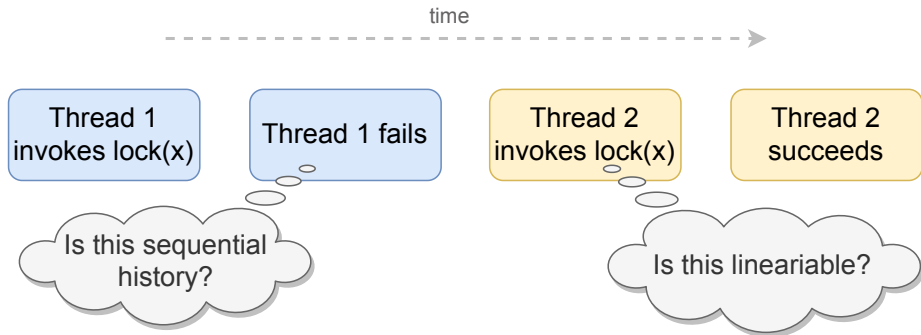 time
Thread 1
invokes lock(x)
Thread 1 fails
Thread 2
invokes lock(x)
Thread 2
succeeds
Is this sequential
history?
Is this lineariable?